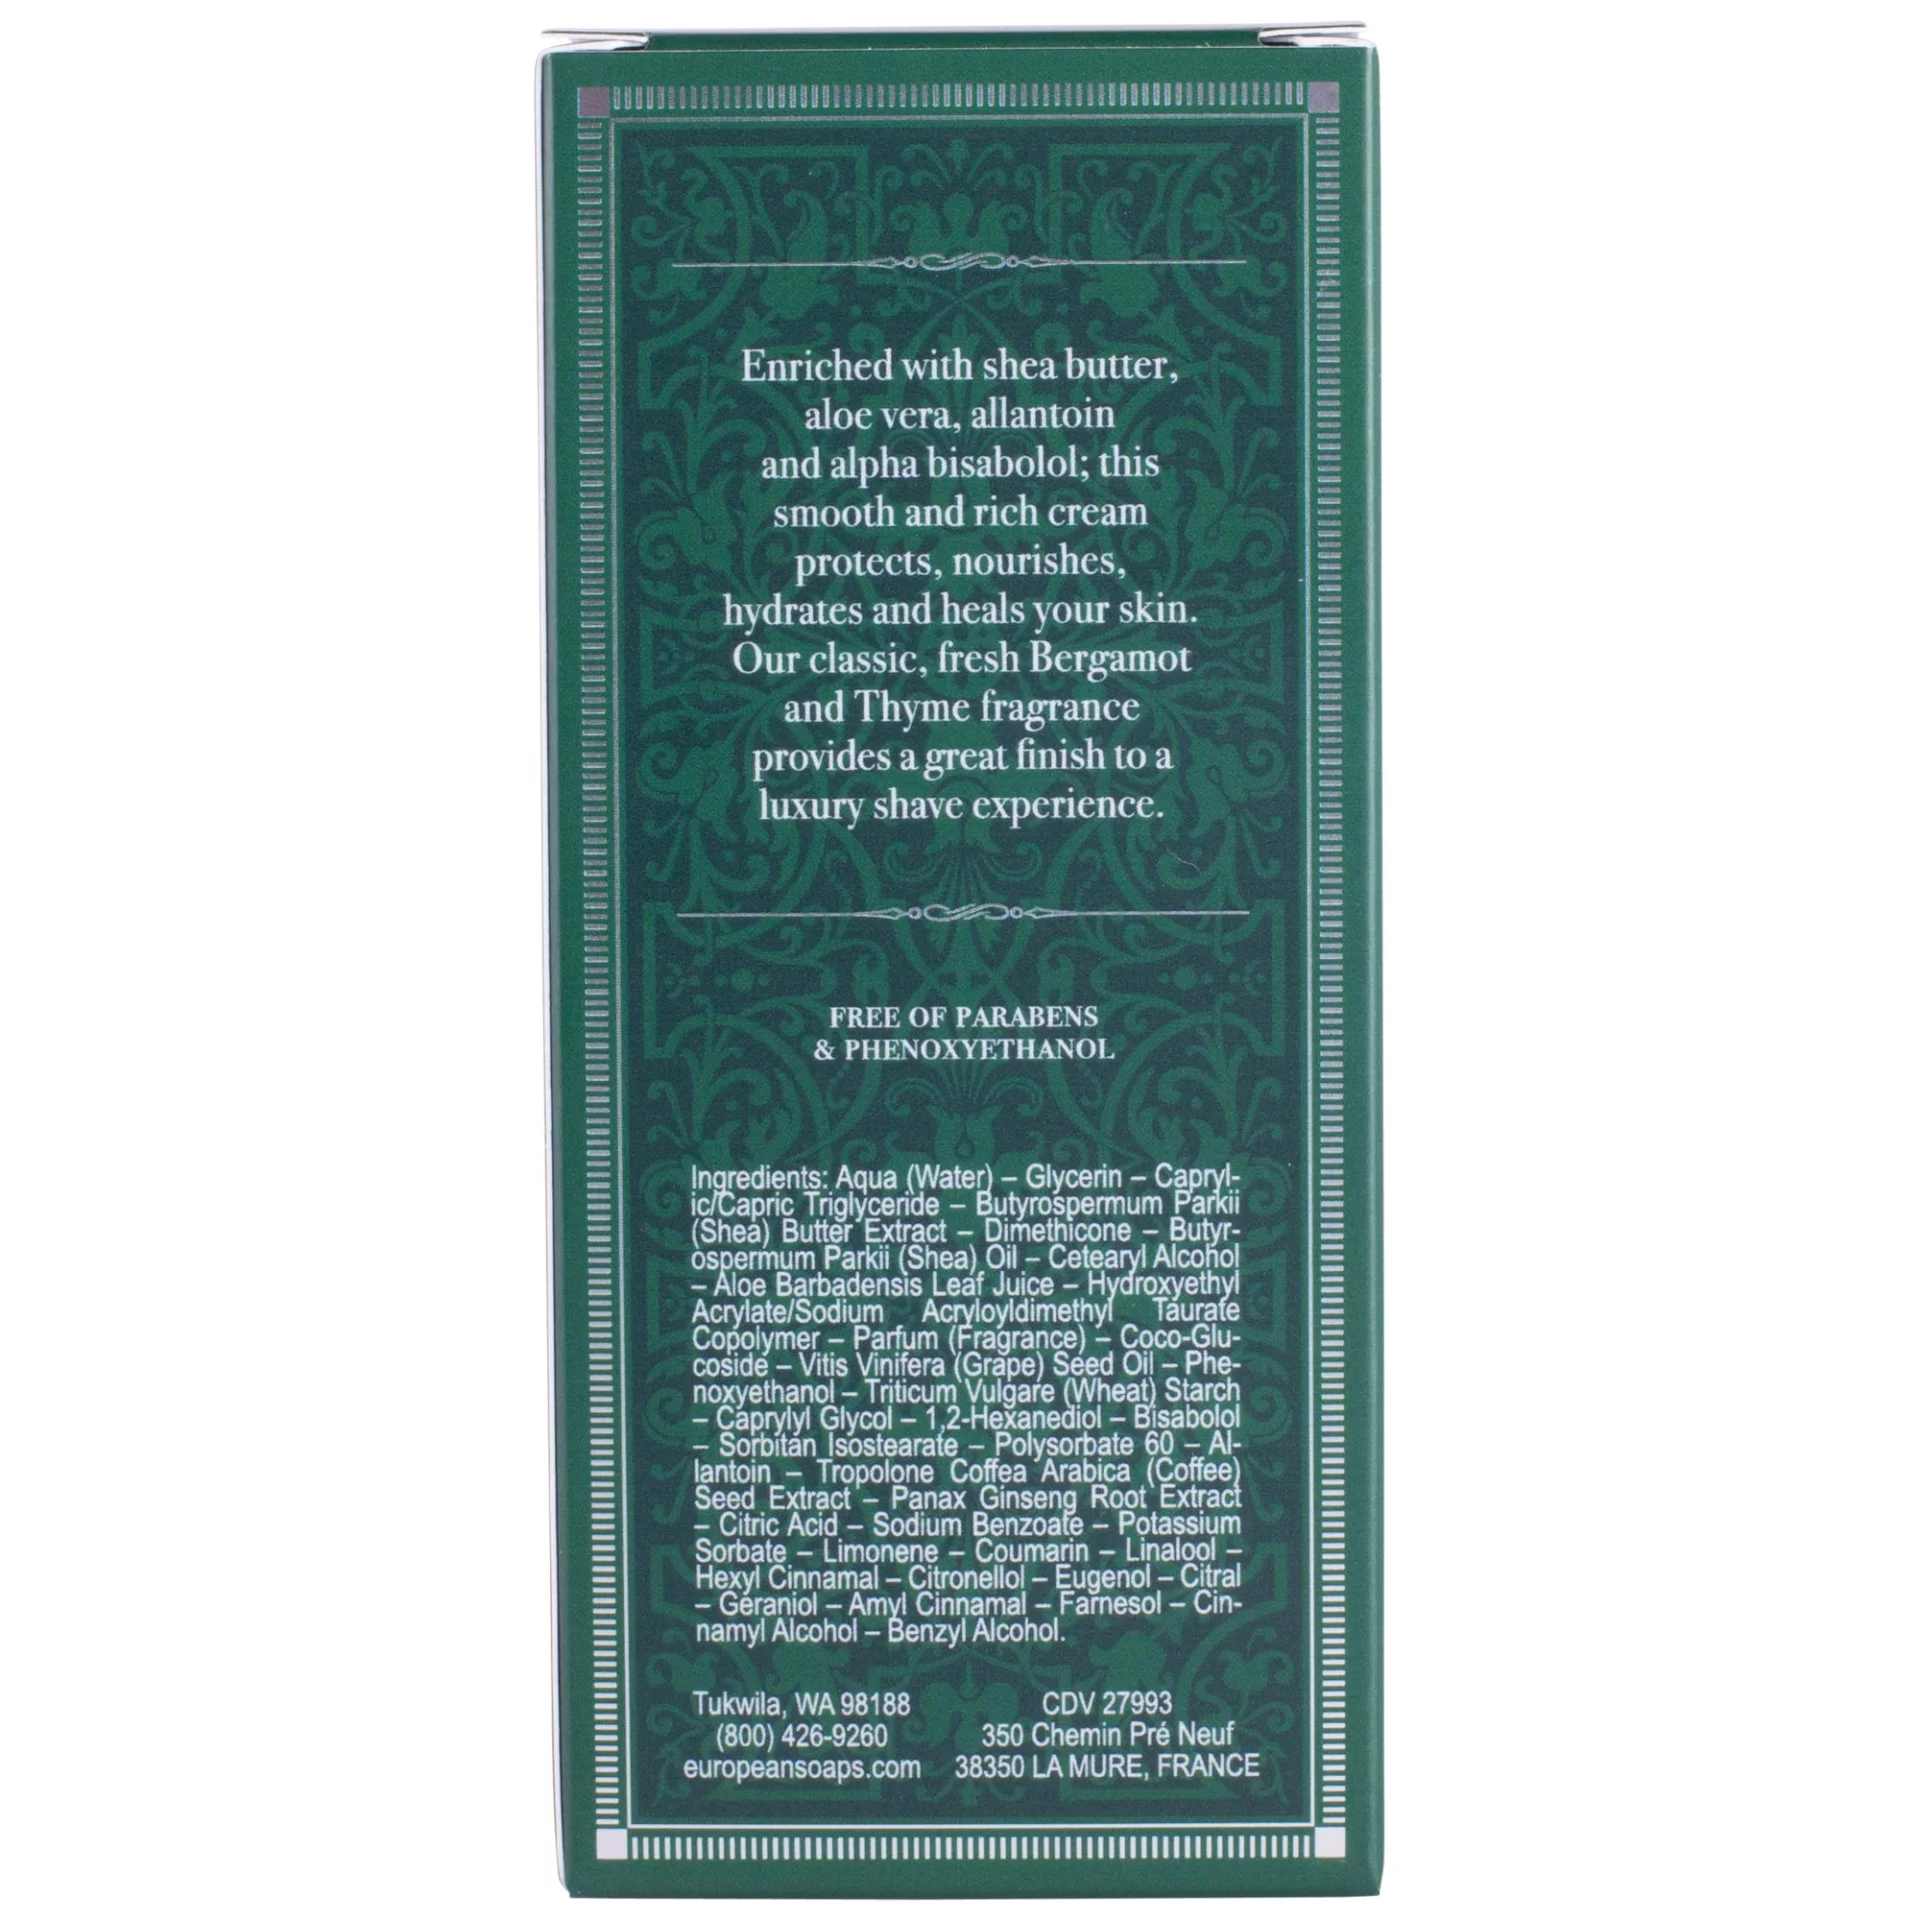 Enriched with shea butter,
aloe vera, allantoin
and alpha bisabolol; this
smooth and rich cream
protects, nourishes,
hydrates and heals your skin.
Our classic, fresh Bergamot
and Thyme fragrance
provides a great finish to a
luxury shave experience.
FREE OF PARABENS
& PHENOXYETHANOL
Ingredients: Aqua (Water) – Glycerin – Capryl-
ic/Capric Triglyceride – Butyrospermum Parkii
(Shea) Butter Extract – Dimethicone – Butyr-
ospermum Parkii (Shea) Oil – Cetearyl Alcohol
– Aloe Barbadensis Leaf Juice – Hydroxyethyl
Acrylate/Sodium Acryloyldimethyl Taurate
Copolymer – Parfum (Fragrance) – Coco-Glu-
coside – Vitis Vinifera (Grape) Seed Oil – Phe-
noxyethanol – Triticum Vulgare (Wheat) Starch
– Caprylyl Glycol – 1,2-Hexanediol – Bisabolol
– Sorbitan Isostearate – Polysorbate 60 – Al-
lantoin – Tropolone Coffea Arabica (Coffee)
Seed Extract – Panax Ginseng Root Extract
– Citric Acid – Sodium Benzoate – Potassium
Sorbate – Limonene – Coumarin – Linalool –
Hexyl Cinnamal – Citronellol – Eugenol – Citral
– Geraniol – Amyl Cinnamal – Farnesol – Cin-
namyl Alcohol – Benzyl Alcohol.
Tukwila, WA 98188
(800) 426-9260
europeansoaps.com
CDV 27993
350 Chemin Pré Neuf
38350 LA MURE, FRANCE